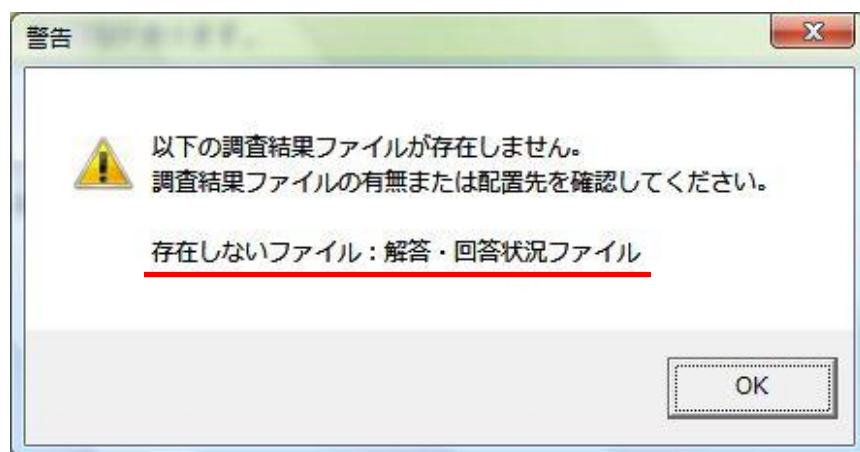 警告
以下の調査結果ファイルが存在しません。
調査結果ファイルの有無または配置先を確認してください。
存在しないファイル：解答・回答状況ファイル
OK